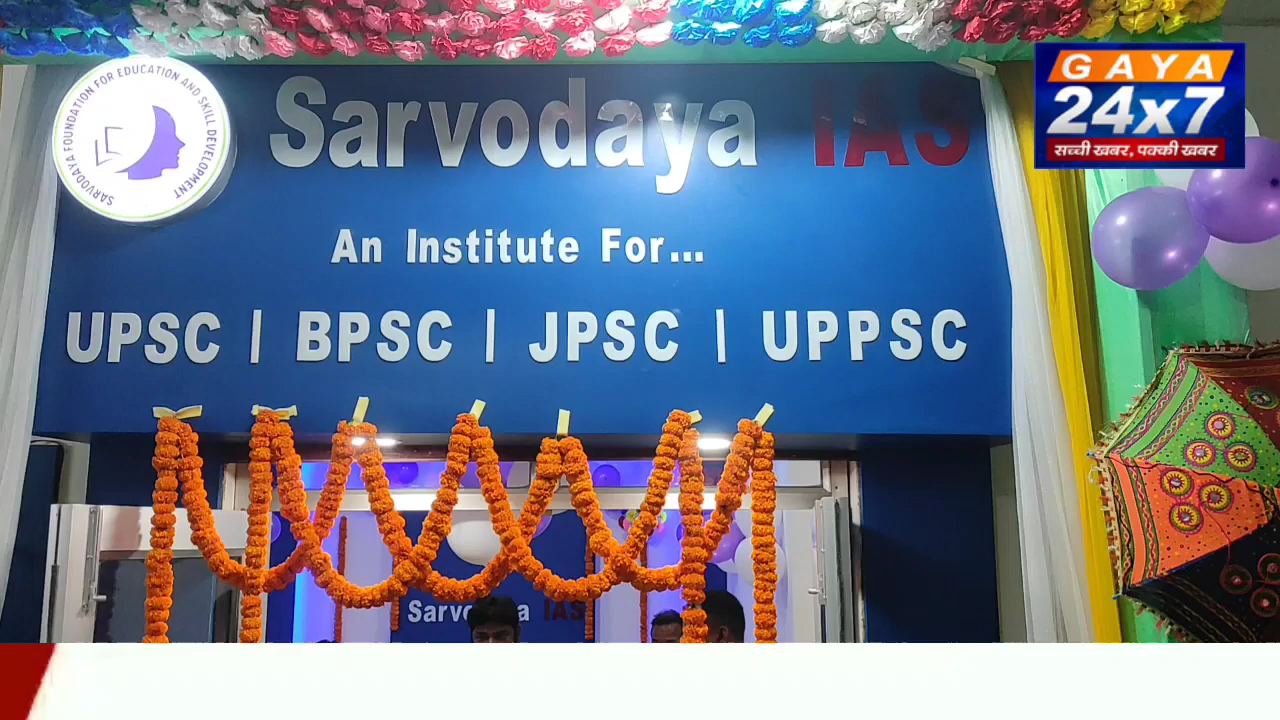 SARVODAYA FOUNDATION FOR EDUCATION AND SKILL DEVELOPMENT
Sarvodaya IAS
GAYA
24x7
सच्ची खबर, पक्की खबर
An Institute For...
UPSC | BPSC | JPSC | UPPSC
Sarvodaya IAS